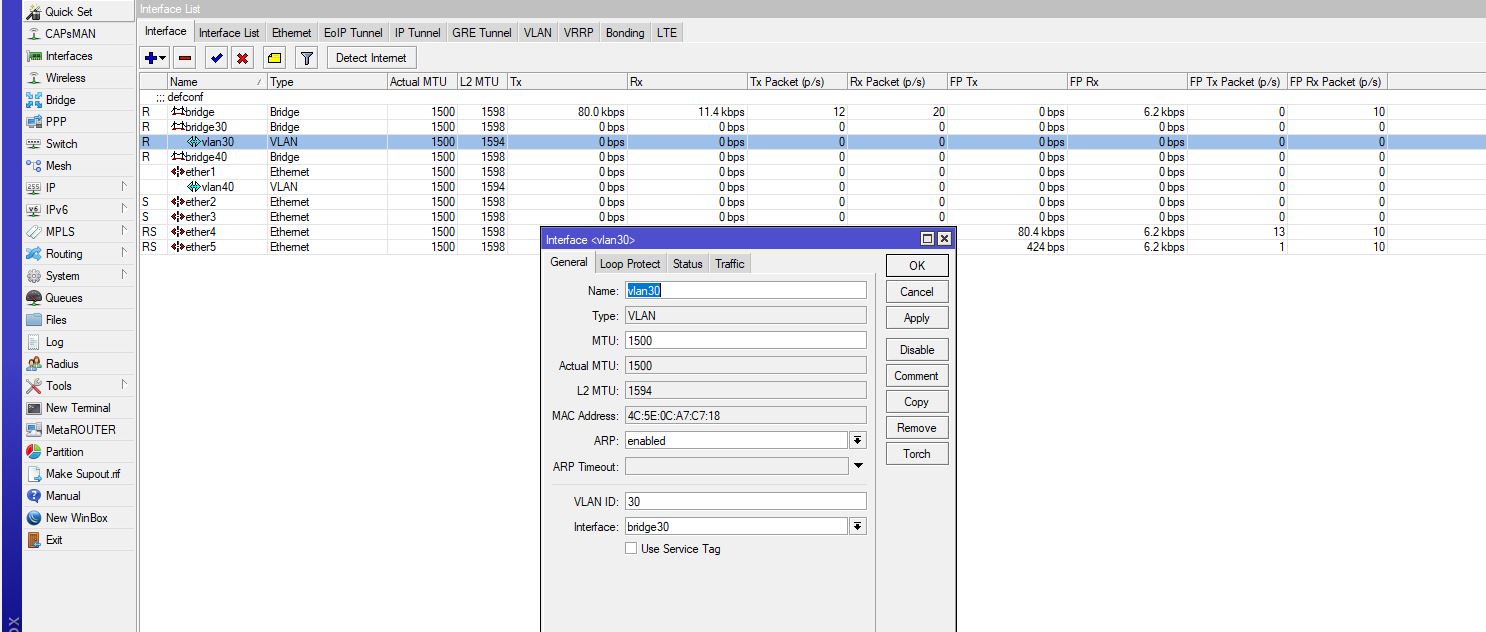 Quick Set
CAPsMAN
Interfaces
Wireless
Bridge
PPP
Switch
Mesh
IP
IPv6
MPLS
Routing
System
Queues
Files
Log
Radius
Tools
New Terminal
MetaROUTER
Partition
Make Supout.rif
Manual
New WinBox
Exit
Interface List
Interface Interface List Ethernet EoIP Tunnel IP Tunnel GRE Tunnel VLAN VRRP Bonding LTE
Detect Internet
Name Type Actual MTU L2 MTU Tx Rx Tx Packet (p/s) Rx Packet (p/s) FP Tx FP Rx FP Tx Packet (p/s) FP Rx Packet (p/s)
::: defconf
R bridge Bridge 1500 1598 80.0 kbps 11.4 kbps 12 20 0 bps 6.2 kbps 0 10
R bridge30 Bridge 1500 1598 0 bps 0 bps 0 0 0 bps 0 bps 0 0
R vlan30 VLAN 1500 1594 0 bps 0 bps 0 0 0 bps 0 bps 0 0
R bridge40 Bridge 1500 1598 0 bps 0 bps 0 0 0 bps 0 bps 0 0
ether1 Ethernet 1500 1598 0 bps 0 bps 0 0 0 bps 0 bps 0 0
vlan40 VLAN 1500 1594 0 bps 0 bps 0 0 0 bps 0 bps 0 0
S ether2 Ethernet 1500 1598 0 bps 0 bps 0 0 0 bps 0 bps 0 0
S ether3 Ethernet 1500 1598 0 bps 0 bps 0 0 0 bps 0 bps 0 0
RS ether4 Ethernet 1500 1598 80.4 kbps 6.2 kbps 13 10
RS ether5 Ethernet 1500 1598 424 bps 6.2 kbps 1 10
Interface <vlan30>
General Loop Protect Status Traffic
Name: vlan30
Type: VLAN
MTU: 1500
Actual MTU: 1500
L2 MTU: 1594
MAC Address: 4C:5E:0C:A7:C7:18
ARP: enabled
ARP Timeout:
VLAN ID: 30
Interface: bridge30
Use Service Tag
OK
Cancel
Apply
Disable
Comment
Copy
Remove
Torch